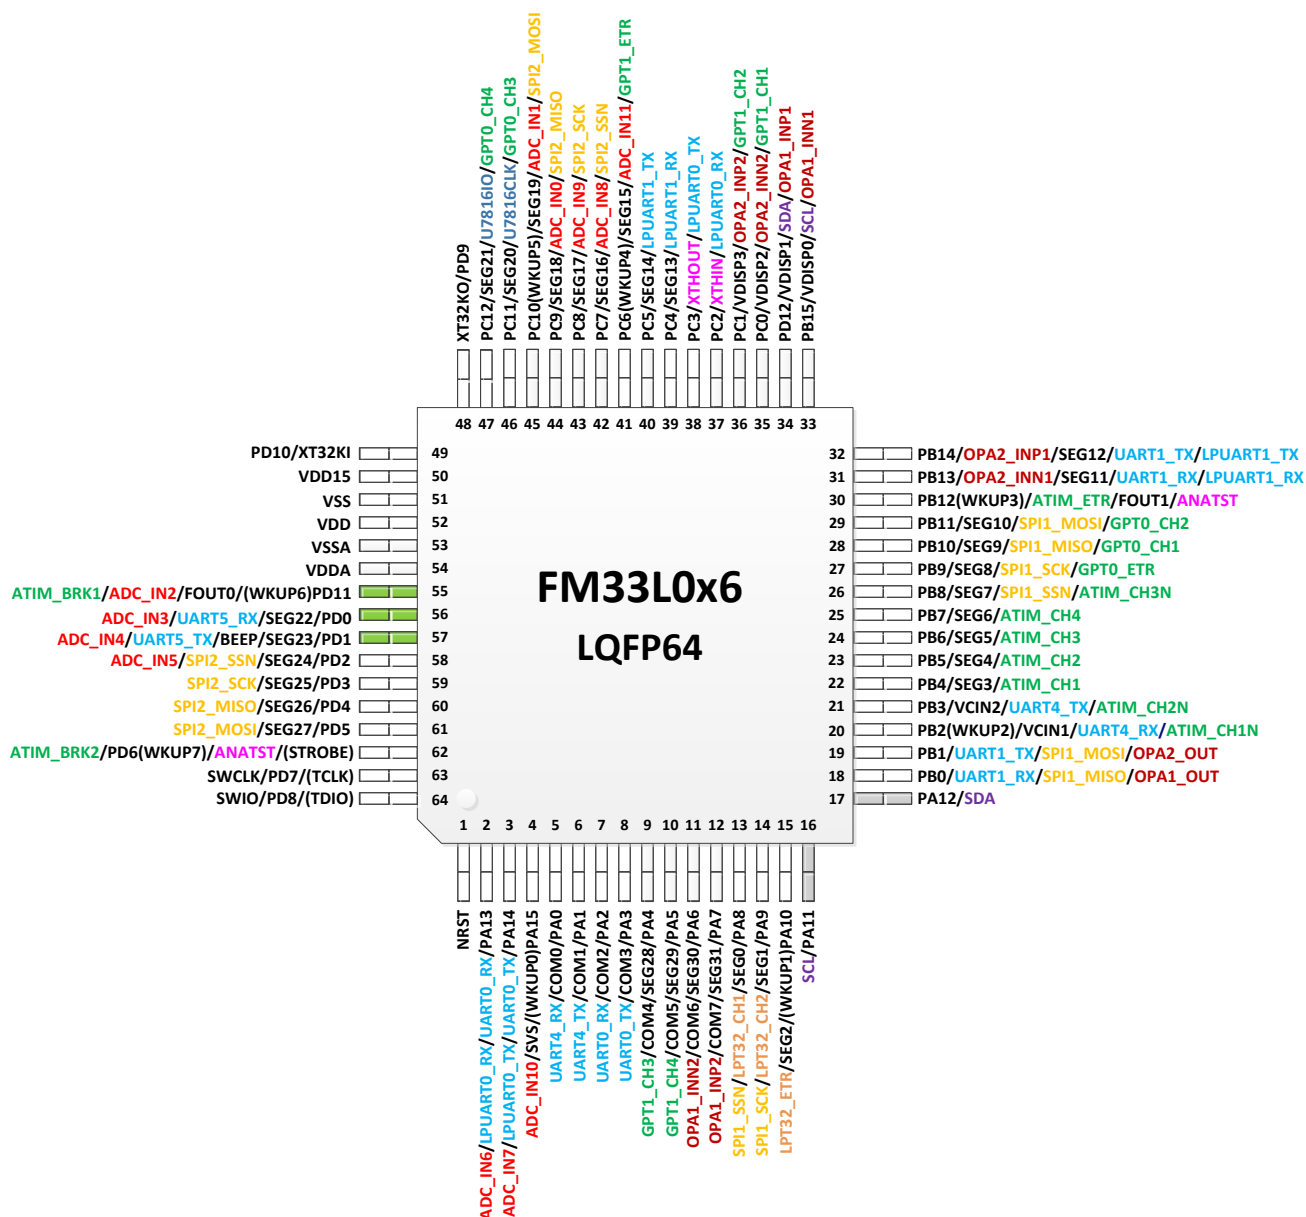 XT32KO/PD9
PC12/SEG21/U7816IO/GPT0_CH4
PC11/SEG20/U7816CLK/GPT0_CH3
PC10(WKUP5)/SEG19/ADC_IN1/SPI2_MOSI
PC9/SEG18/ADC_IN0/SPI2_MISO
PC8/SEG17/ADC_IN9/SPI2_SCK
PC7/SEG16/ADC_IN8/SPI2_SSN
PC6(WKUP4)/SEG15/ADC_IN11/GPT1_ETR
PC5/SEG14/LPUART1_TX
PC4/SEG13/LPUART1_RX
PC3/XTHOUT/LPUART0_TX
PC2/XTHIN/LPUART0_RX
PC1/VDISP3/OPA2_INP2/GPT1_CH2
PC0/VDISP2/OPA2_INN2/GPT1_CH1
PD12/VDISP1/SDA/OPA1_INP1
PB15/VDISP0/SCL/OPA1_INN1
48 47 46 45 44 43 42 41 40 39 38 37 36 35 34 33
PD10/XT32KI 49
VDD15 50
VSS 51
VDD 52
VSSA 53
VDDA 54
ATIM_BRK1/ADC_IN2/FOUT0/(WKUP6)PD11 55
ADC_IN3/UART5_RX/SEG22/PD0 56
ADC_IN4/UART5_TX/BEEP/SEG23/PD1 57
ADC_IN5/SPI2_SSN/SEG24/PD2 58
SPI2_SCK/SEG25/PD3 59
SPI2_MISO/SEG26/PD4 60
SPI2_MOSI/SEG27/PD5 61
ATIM_BRK2/PD6(WKUP7)/ANATST/(STROBE) 62
SWCLK/PD7/(TCLK) 63
SWIO/PD8/(TDIO) 64
FM33L0x6
LQFP64
32 PB14/OPA2_INP1/SEG12/UART1_TX/LPUART1_TX
31 PB13/OPA2_INN1/SEG11/UART1_RX/LPUART1_RX
30 PB12(WKUP3)/ATIM_ETR/FOUT1/ANATST
29 PB11/SEG10/SPI1_MOSI/GPT0_CH2
28 PB10/SEG9/SPI1_MISO/GPT0_CH1
27 PB9/SEG8/SPI1_SCK/GPT0_ETR
26 PB8/SEG7/SPI1_SSN/ATIM_CH3N
25 PB7/SEG6/ATIM_CH4
24 PB6/SEG5/ATIM_CH3
23 PB5/SEG4/ATIM_CH2
22 PB4/SEG3/ATIM_CH1
21 PB3/VCIN2/UART4_TX/ATIM_CH2N
20 PB2(WKUP2)/VCIN1/UART4_RX/ATIM_CH1N
19 PB1/UART1_TX/SPI1_MOSI/OPA2_OUT
18 PB0/UART1_RX/SPI1_MISO/OPA1_OUT
17 PA12/SDA
1 2 3 4 5 6 7 8 9 10 11 12 13 14 15 16
NRST
ADC_IN6/LPUART0_RX/UART0_RX/PA13
ADC_IN7/LPUART0_TX/UART0_TX/PA14
ADC_IN10/SVS/(WKUP0)PA15
UART4_RX/COM0/PA0
UART4_TX/COM1/PA1
UART0_RX/COM2/PA2
UART0_TX/COM3/PA3
GPT1_CH3/COM4/SEG28/PA4
GPT1_CH4/COM5/SEG29/PA5
OPA1_INN2/COM6/SEG30/PA6
OPA1_INP2/COM7/SEG31/PA7
SPI1_SSN/LPT32_CH1/SEG0/PA8
SPI1_SCK/LPT32_CH2/SEG1/PA9
LPT32_ETR/SEG2/(WKUP1)PA10
SCL/PA11